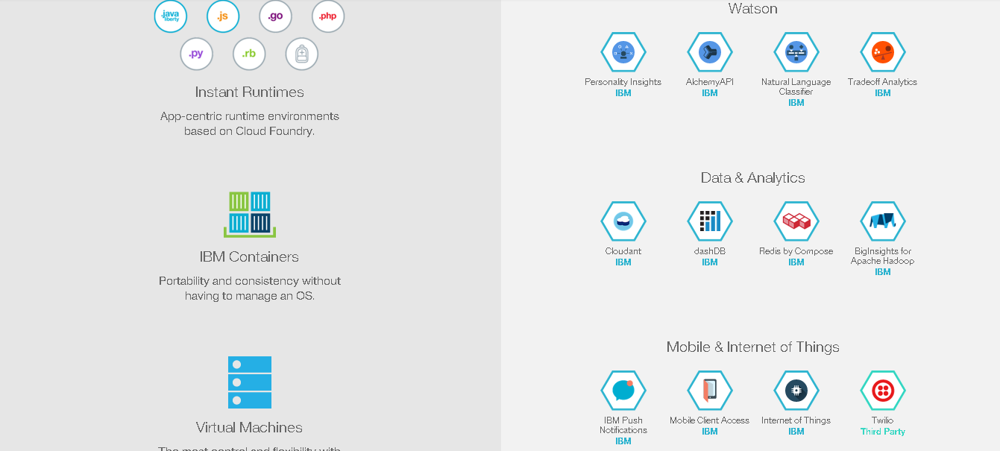 .java
liberty
.js
.go
.php
.py
.rb
Instant Runtimes
App-centric runtime environments
based on Cloud Foundry.
IBM Containers
Portability and consistency without
having to manage an OS.
Virtual Machines
The most control and flexibility with
Watson
Personality Insights
IBM
AlchemyAPI
IBM
Natural Language
Classifier
IBM
Tradeoff Analytics
IBM
Data & Analytics
Cloudant
IBM
dashDB
IBM
Redis by Compose
IBM
BigInsights for
Apache Hadoop
IBM
Mobile & Internet of Things
IBM Push
Notifications
IBM
Mobile Client Access
IBM
Internet of Things
IBM
Twilio
Third Party